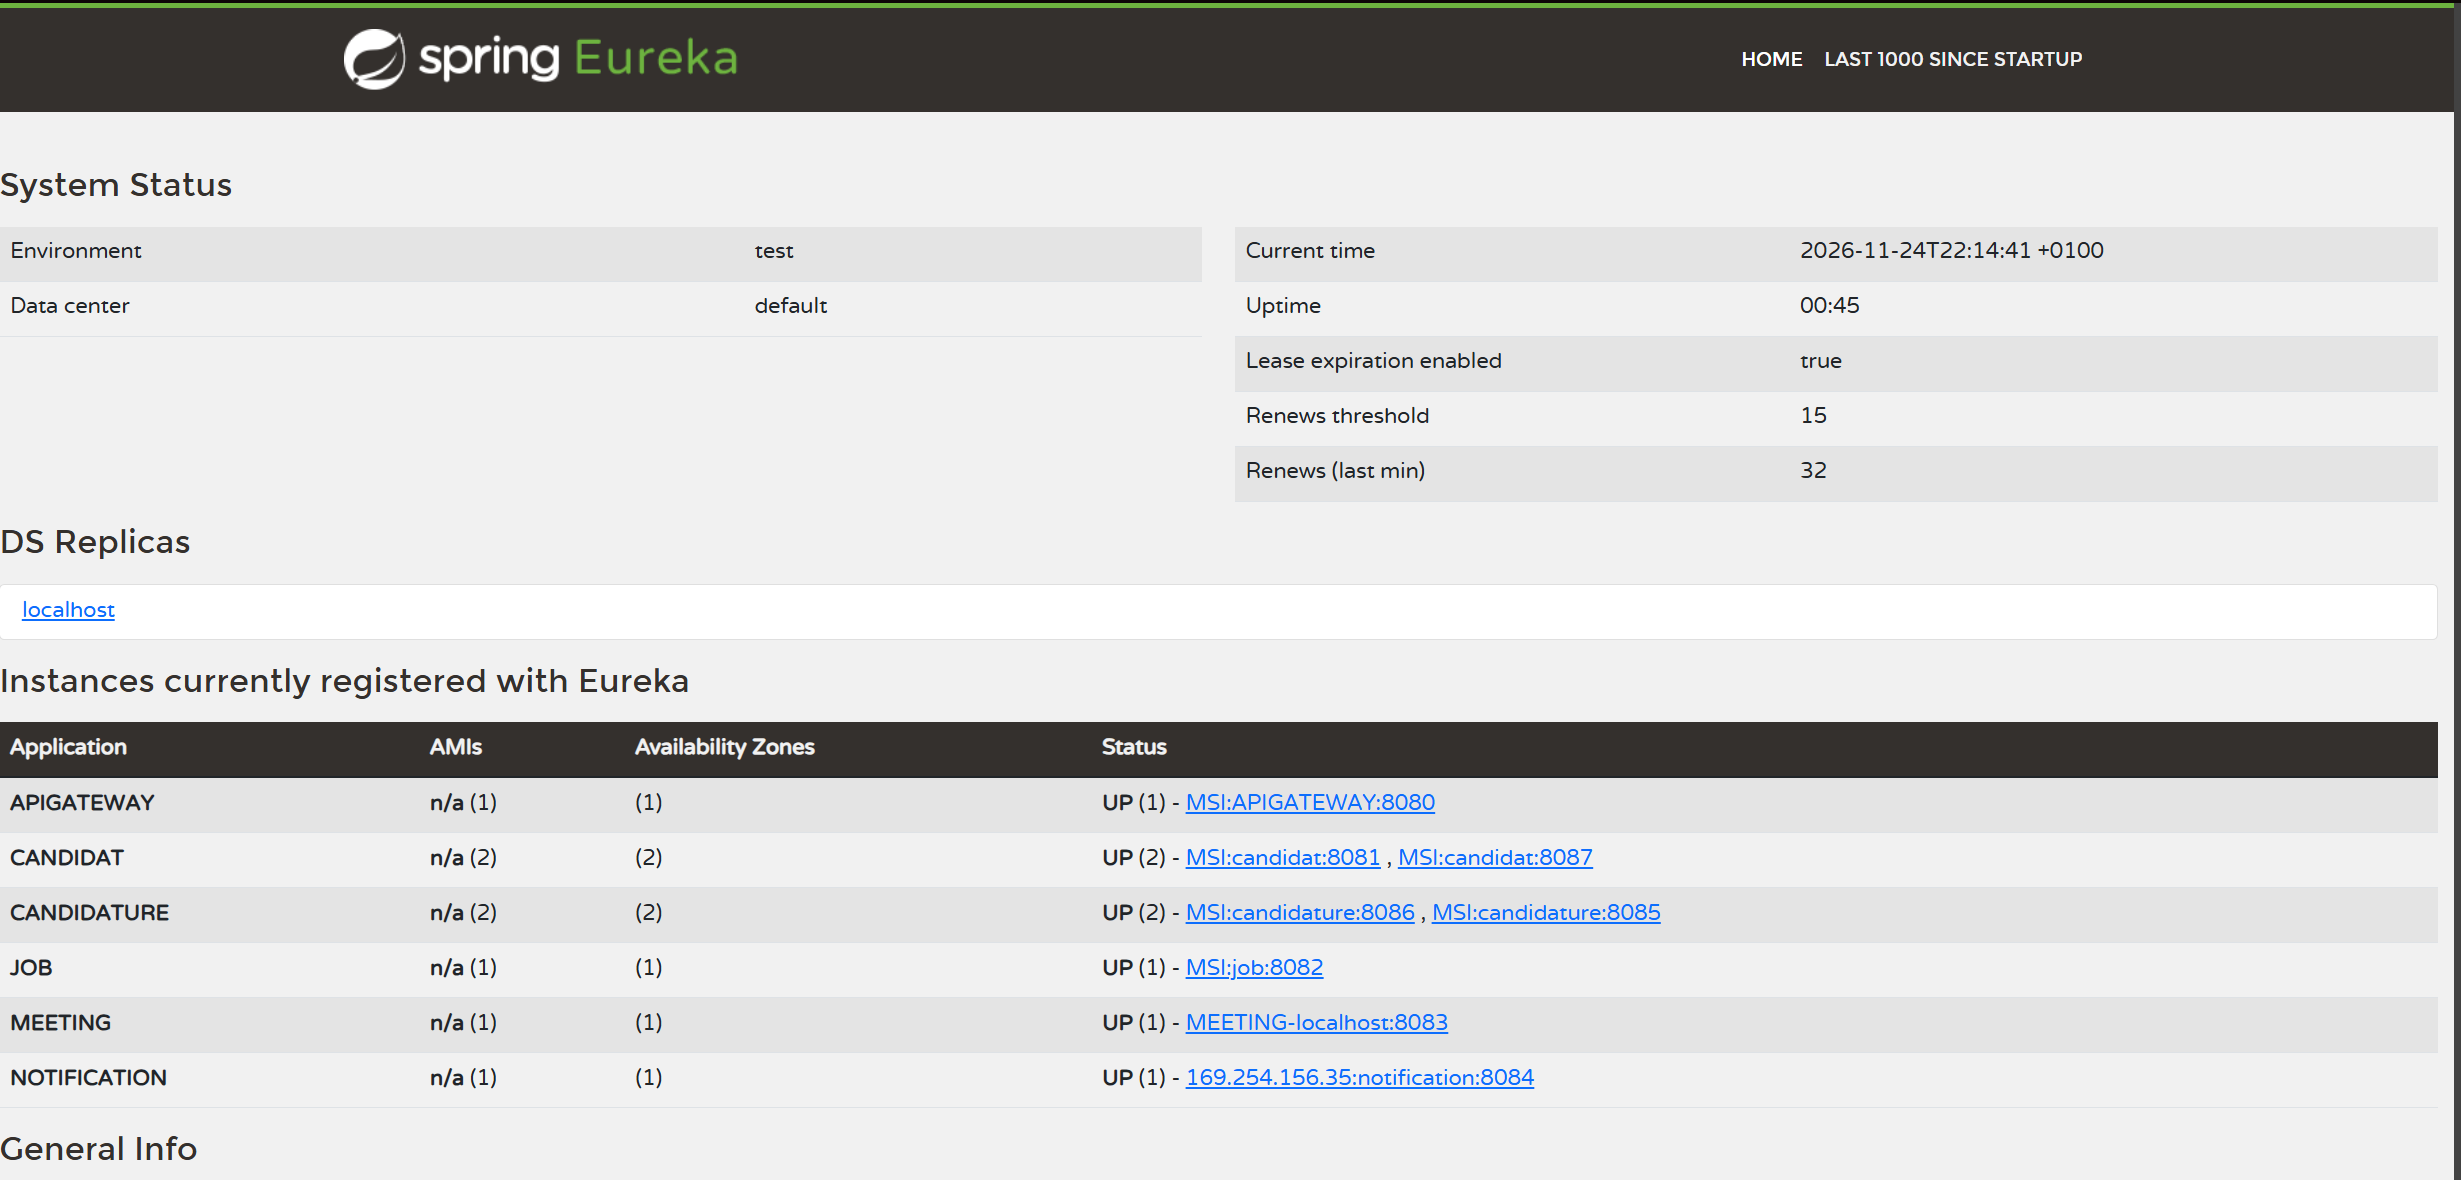 spring Eureka
HOME LAST 1000 SINCE STARTUP
System Status
Environment test
Data center default
Current time 2026-11-24T22:14:41 +0100
Uptime 00:45
Lease expiration enabled true
Renews threshold 15
Renews (last min) 32
DS Replicas
localhost
Instances currently registered with Eureka
Application AMIs Availability Zones Status
APIGATEWAY n/a (1) (1) UP (1) - MSI:APIGATEWAY:8080
CANDIDAT n/a (2) (2) UP (2) - MSI:candidat:8081 , MSI:candidat:8087
CANDIDATURE n/a (2) (2) UP (2) - MSI:candidature:8086 , MSI:candidature:8085
JOB n/a (1) (1) UP (1) - MSI:job:8082
MEETING n/a (1) (1) UP (1) - MEETING-localhost:8083
NOTIFICATION n/a (1) (1) UP (1) - 169.254.156.35:notification:8084
General Info